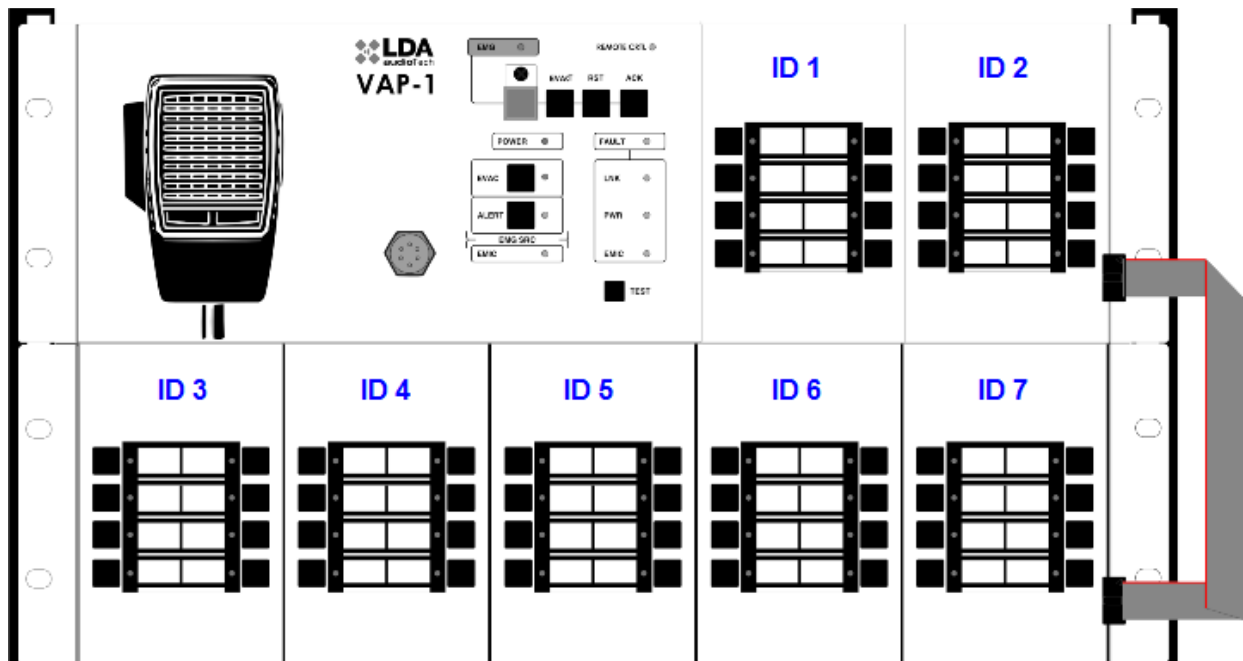 LDA
audioTech
VAP-1
EMG
REMOTE CRTL
EVAC
RST
ACK
POWER
FAULT
EVAC
LNK
ALERT
PWR
EMG SRC
EMIC
EMIC
TEST
ID 1
ID 2
ID 3
ID 4
ID 5
ID 6
ID 7